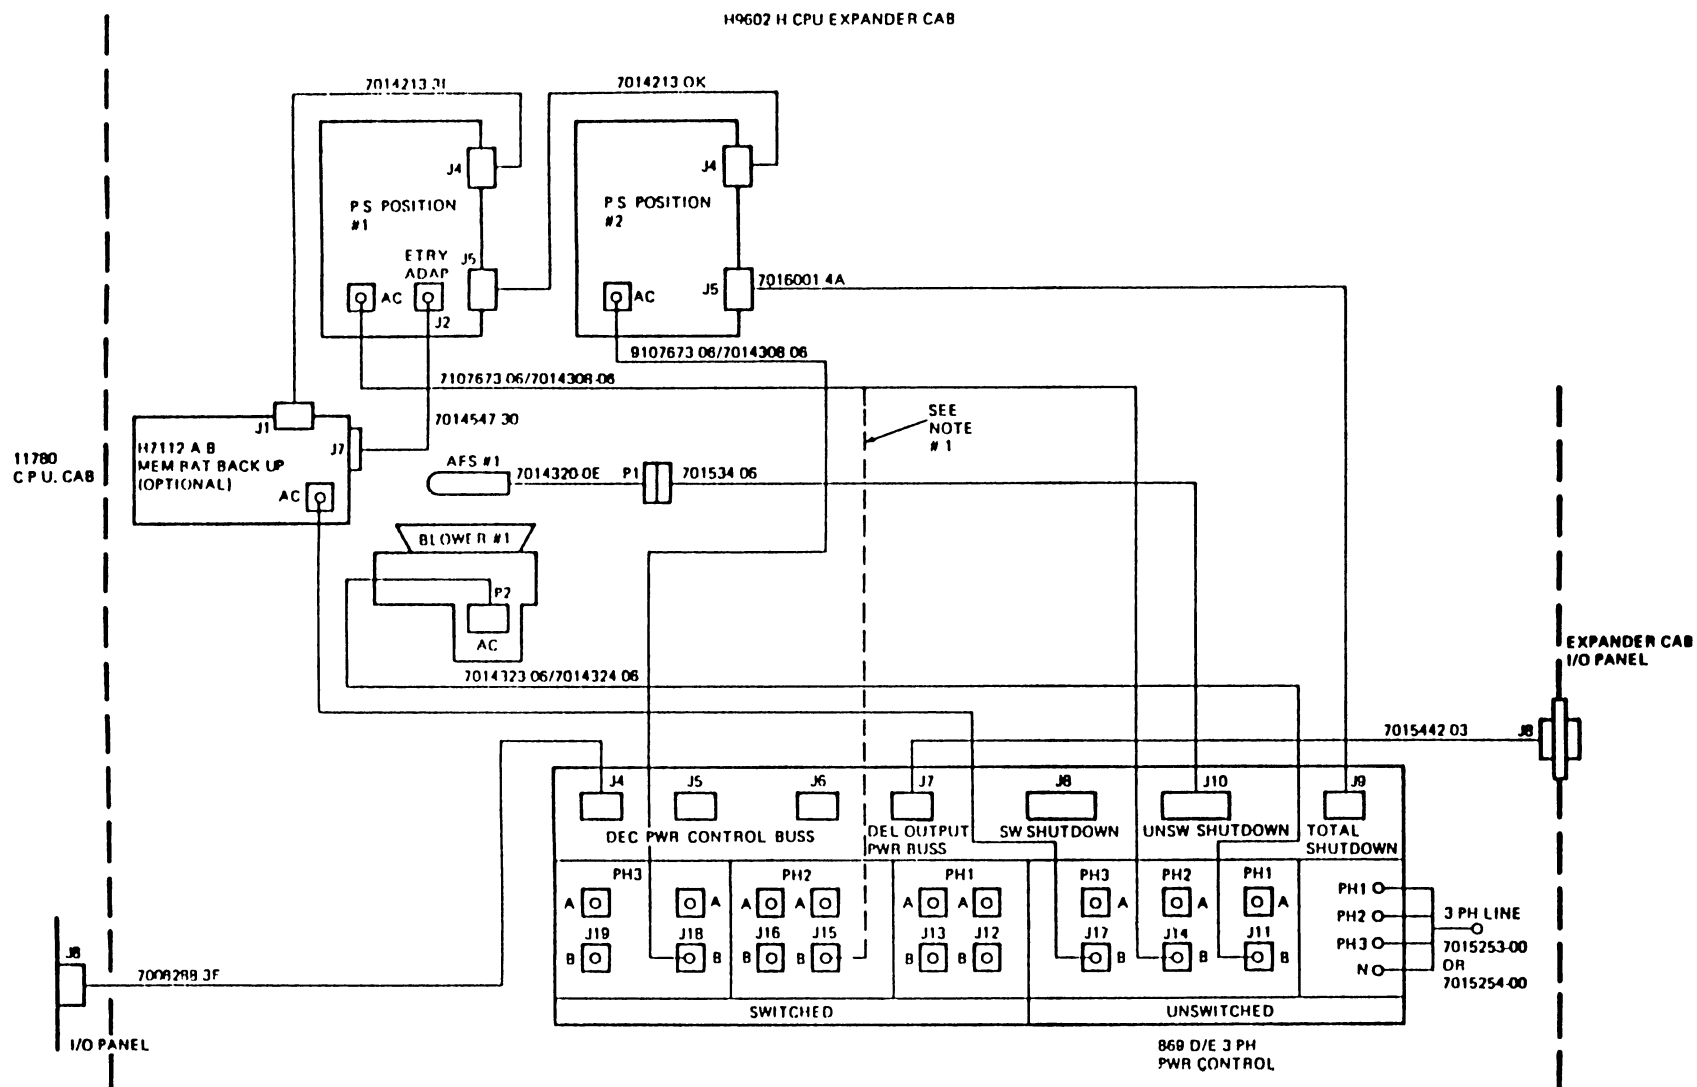 H9602 H CPU EXPANDER CAB
7014213 OK
J4
J4
P.S POSITION
#1
P.S POSITION
#2
ETRY
ADAP
J5
AC
J2
J5
AC
7016001 4A
9107673 06/7014308 06
7107673 06/7014308-06
7014547 30
SEE
NOTE
# 1
J1
J7
H7112 A B
MEM BAT BACK UP
(OPTIONAL)
AC
11780
C P U. CAB
AFS #1
7014320-0E
P1
701534 06
BLOWER #1
P2
AC
7014323 06/7014324 06
EXPANDER CAB
I/O PANEL
7015442 03
J8
J4
J5
J6
J7
J8
J10
J9
DEC PWR CONTROL BUSS
DEL OUTPUT
PWR BUSS
SW SHUTDOWN
UNSW SHUTDOWN
TOTAL
SHUTDOWN
PH3
PH2
PH1
PH3
PH2
PH1
A
A
A
A
A
A
A
A
A
J19
J18
J16
J15
J13
J12
J17
J14
J11
B
B
B
B
B
B
B
B
B
PH1
PH2
PH3
N
3 PH LINE
7015253-00
OR
7015254-00
SWITCHED
UNSWITCHED
869 D/E 3 PH
PWR CONTROL
I/O PANEL